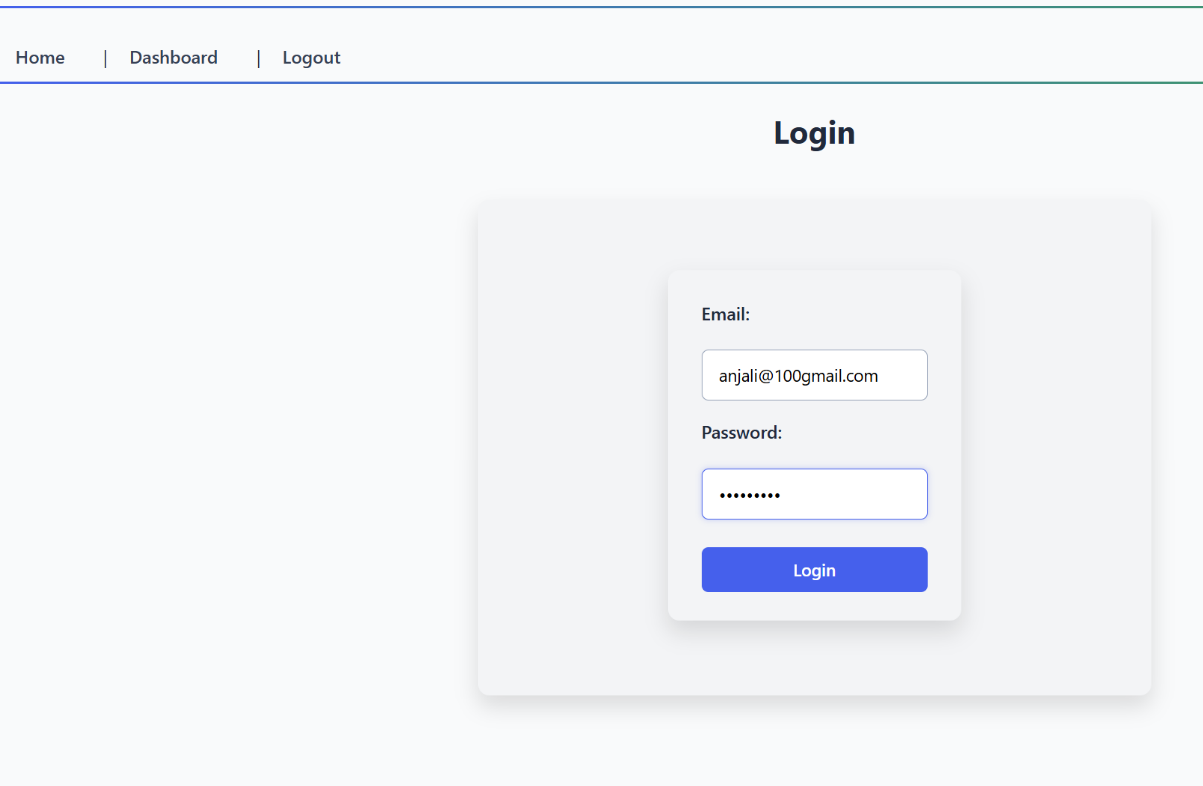 Home | Dashboard | Logout
Login
Email:
anjali@100gmail.com
Password:
•••••••••
Login